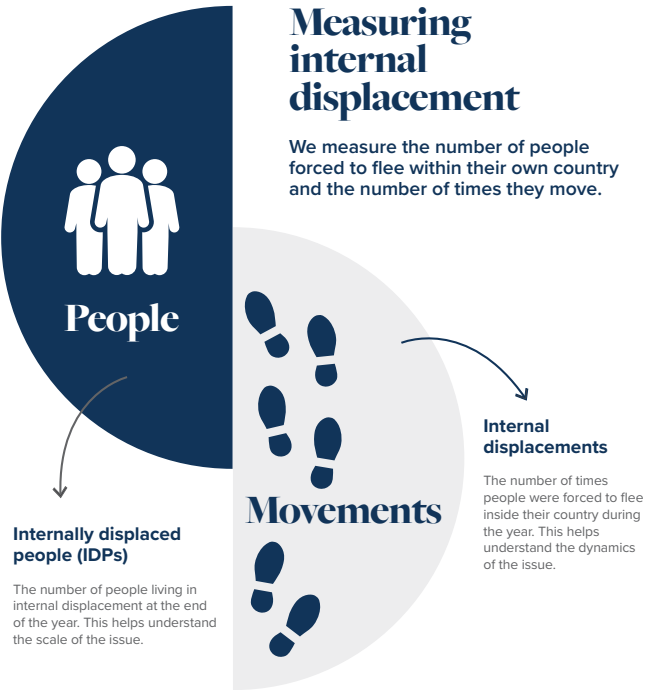 Measuring
internal
displacement
We measure the number of people
forced to flee within their own country
and the number of times they move.
People
Internally displaced
people (IDPs)
The number of people living in
internal displacement at the end
of the year. This helps understand
the scale of the issue.
Movements
Internal
displacements
The number of times
people were forced to flee
inside their country during
the year. This helps
understand the dynamics
of the issue.